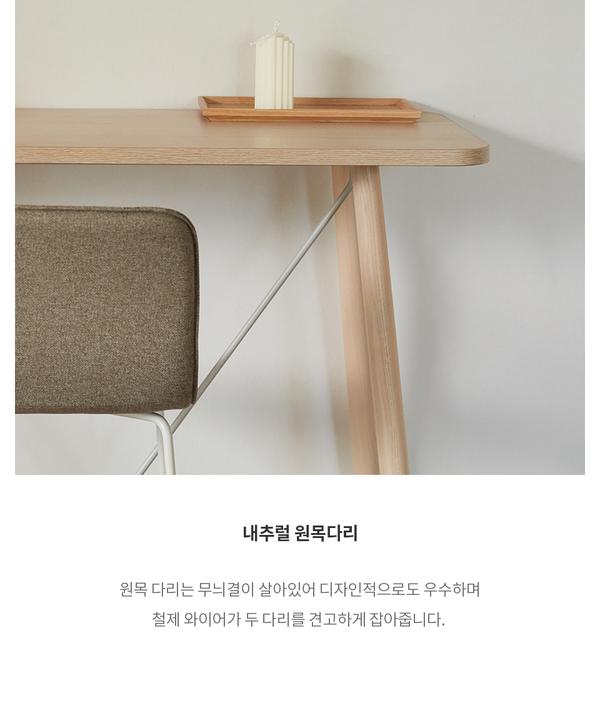 내추럴 원목다리
원목 다리는 무늬결이 살아있어 디자인적으로도 우수하며
철제 와이어가 두 다리를 견고하게 잡아줍니다.